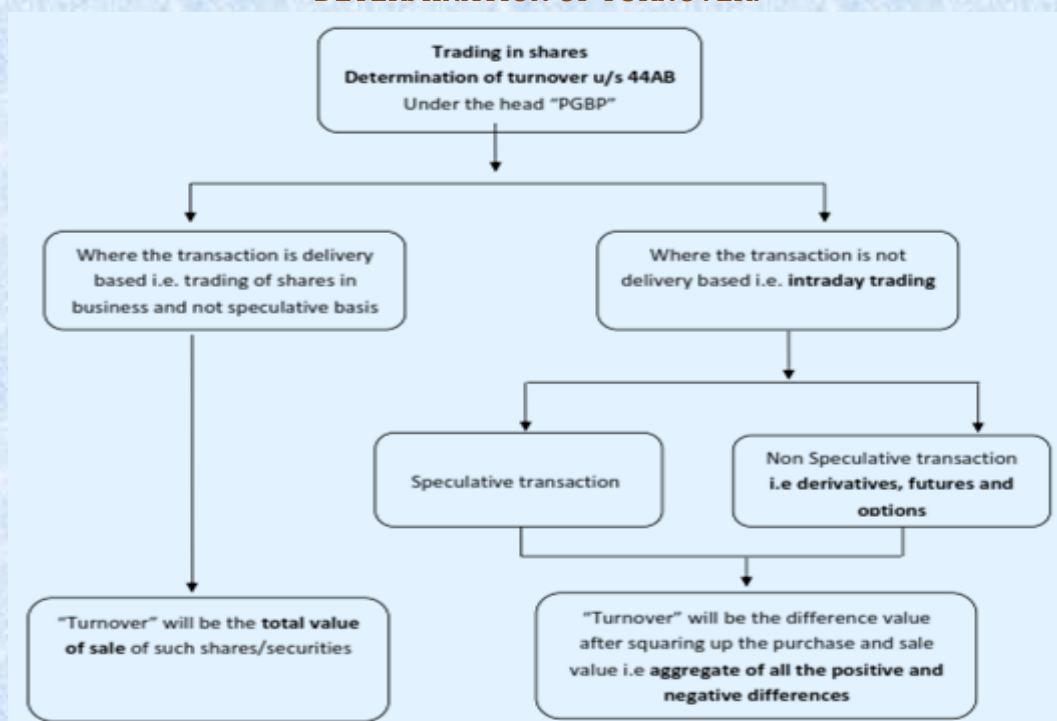 DETERMINATION OF TURNOVER:
Trading in shares
Determination of turnover u/s 44AB
Under the head "PGBP"
Where the transaction is delivery
based i.e. trading of shares in
business and not speculative basis
Where the transaction is not
delivery based i.e. intraday trading
Speculative transaction
Non Speculative transaction
i.e derivatives, futures and
options
"Turnover" will be the total value
of sale of such shares/securities
"Turnover" will be the difference value
after squaring up the purchase and sale
value i.e aggregate of all the positive and
negative differences